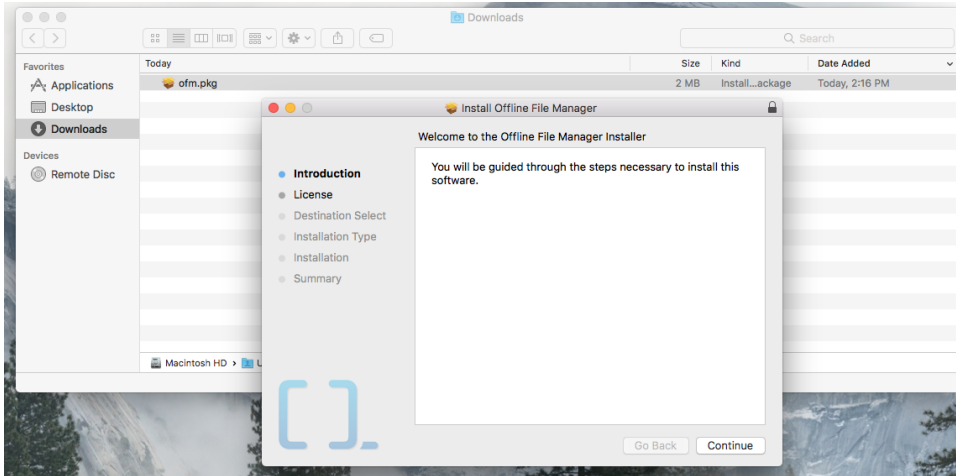 Downloads
Search
Favorites
Applications
Desktop
Downloads
Devices
Remote Disc
Today Size Kind Date Added
ofm.pkg 2 MB Install...ackage Today, 2:16 PM
Install Offline File Manager
Welcome to the Offline File Manager Installer
Introduction
License
Destination Select
Installation Type
Installation
Summary
You will be guided through the steps necessary to install this
software.
Macintosh HD › U
Go Back Continue